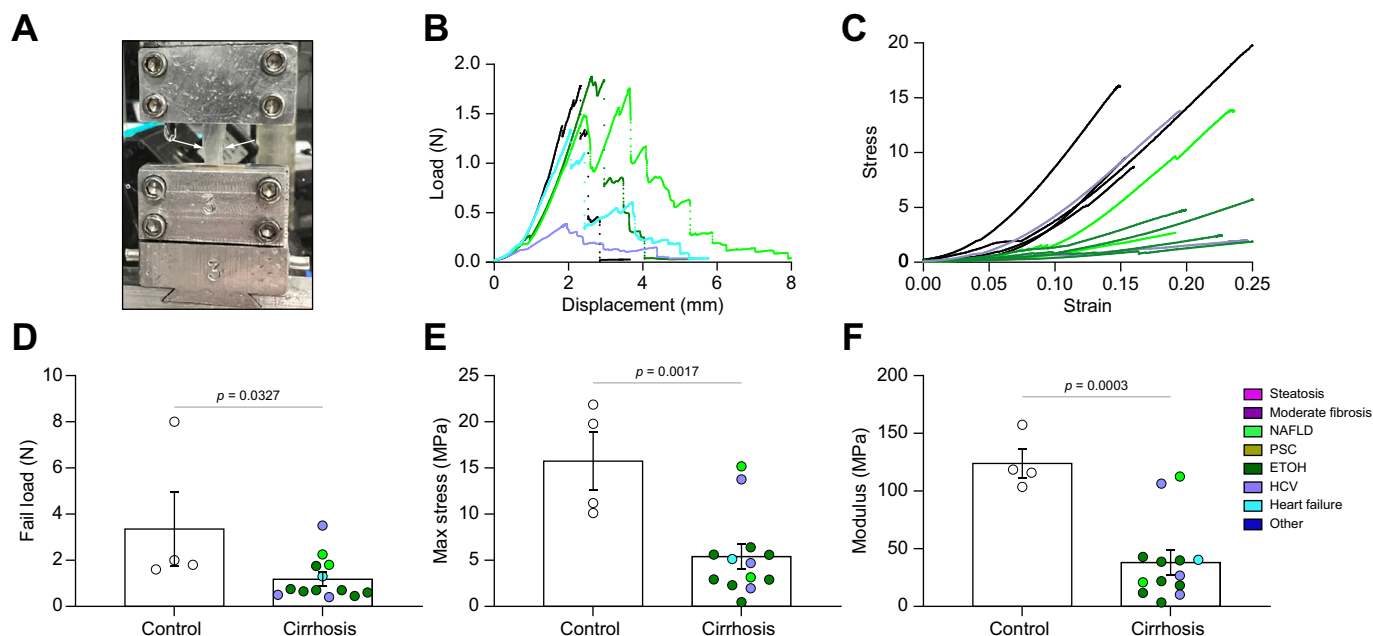 A
3
3
B
Load (N)
2.0
1.5
1.0
0.5
0.0
0 2 4 6 8
Displacement (mm)
C
Stress
20
15
10
5
0
0.00 0.05 0.10 0.15 0.20 0.25
Strain
D
Fail load (N)
10
8
6
4
2
0
p = 0.0327
Control Cirrhosis
E
Max stress (MPa)
25
20
15
10
5
0
p = 0.0017
Control Cirrhosis
F
Modulus (MPa)
200
150
100
50
0
p = 0.0003
Control Cirrhosis
Steatosis
Moderate fibrosis
NAFLD
PSC
ETOH
HCV
Heart failure
Other